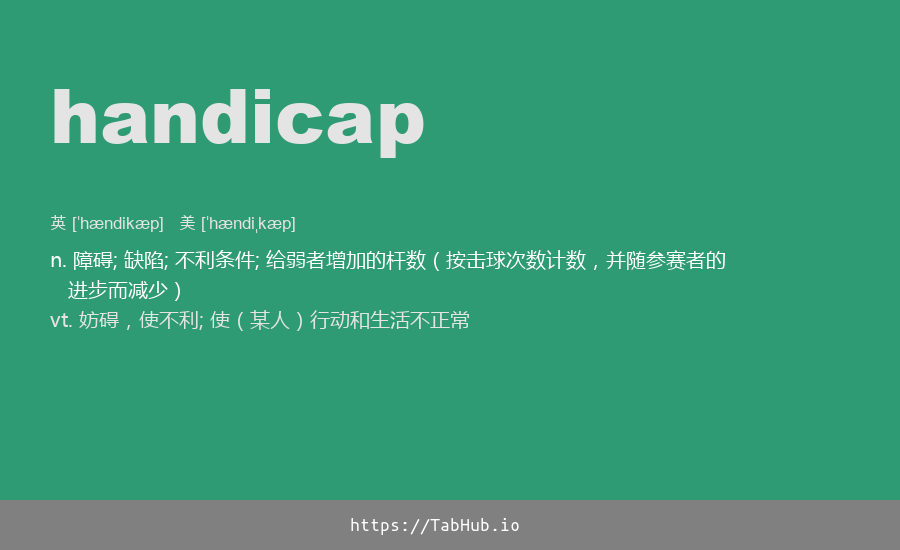 handicap
英 [ˈhændikæp] 美 [ˈhændiˌkæp]
n. 障碍; 缺陷; 不利条件; 给弱者增加的杆数（按击球次数计数，并随参赛者的
进步而减少）
vt. 妨碍，使不利; 使（某人）行动和生活不正常
https://TabHub.io